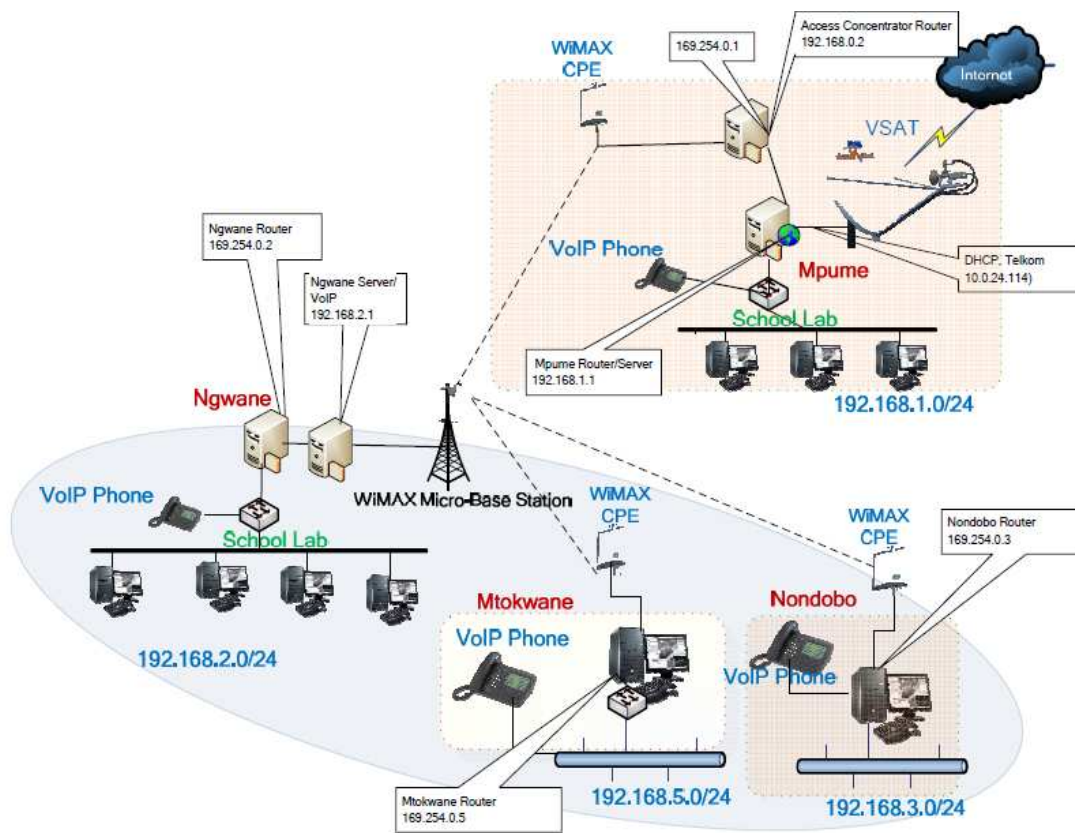 WiMAX
CPE
169.254.0.1
Access Concentrator Router
192.168.0.2
Internet
VSAT
Ngwane Router
169.254.0.2
Ngwane Server/
VoIP
192.168.2.1
VoIP Phone
Mpume
DHCP, Telkom
10.0.24.114)
School Lab
Mpume Router/Server
192.168.1.1
192.168.1.0/24
Ngwane
VoIP Phone
WiMAX Micro-Base Station
School Lab
192.168.2.0/24
WiMAX
CPE
WiMAX
CPE
Nondobo Router
169.254.0.3
Mtokwane
VoIP Phone
Nondobo
VoIP Phone
192.168.5.0/24
192.168.3.0/24
Mtokwane Router
169.254.0.5